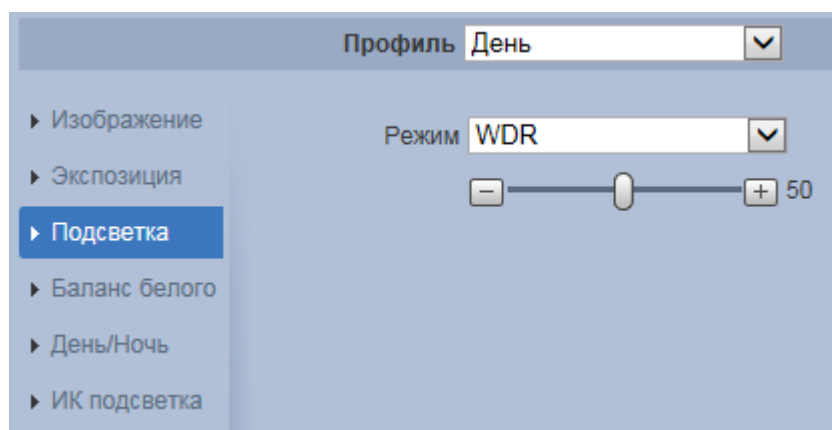 Профиль День
Изображение
Режим WDR
Экспозиция
50
Подсветка
Баланс белого
День/Ночь
ИК подсветка